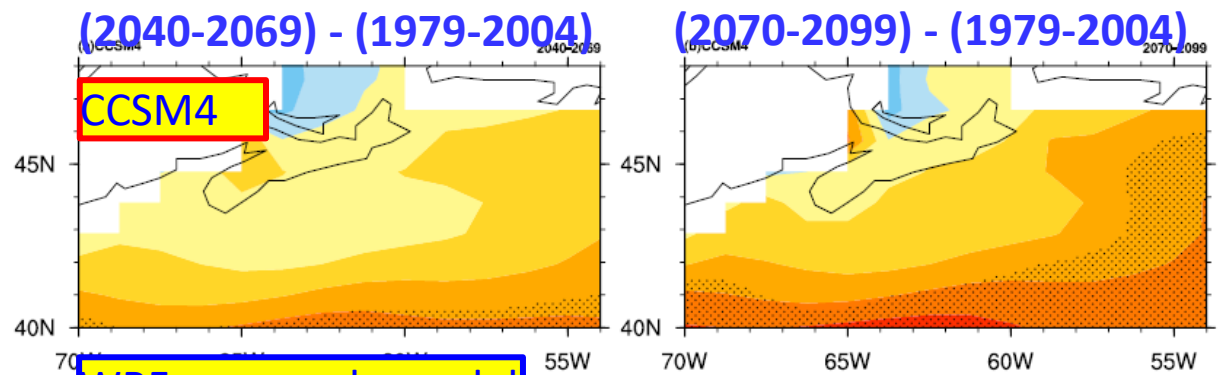 (2040-2069) - (1979-2004) (2070-2099) - (1979-2004)
2040-2069 (b)CCSM4 2070-2099
CCSM4
45N 45N
40N 40N
55W 70W 65W 60W 55W